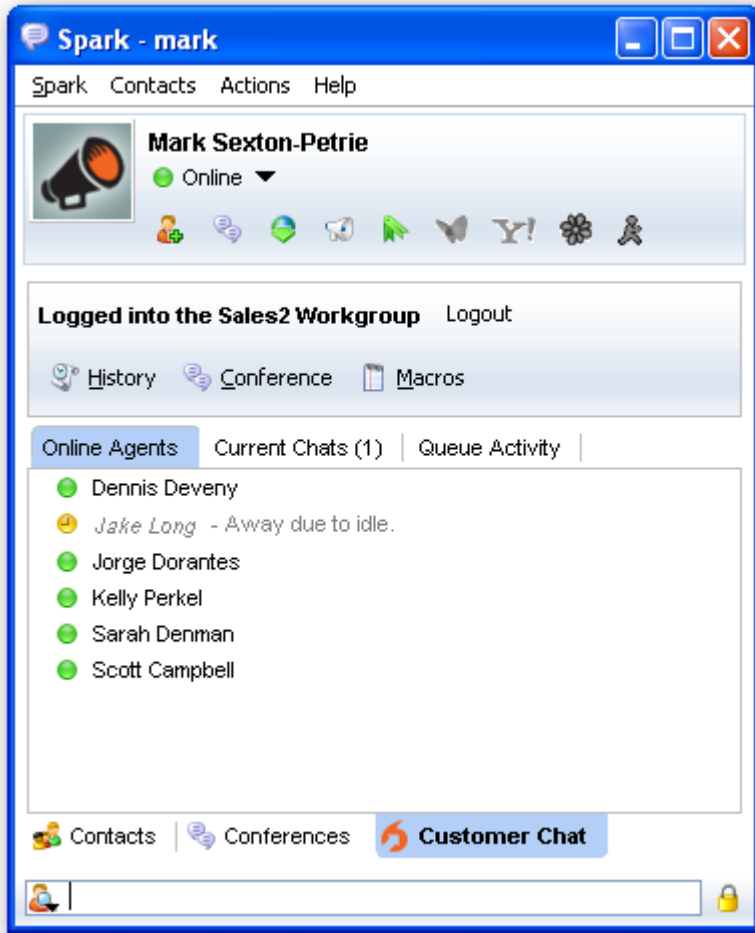 Spark - mark
Spark Contacts Actions Help
Mark Sexton-Petrie
Online
Y!
Logged into the Sales2 Workgroup Logout
History Conference Macros
Online Agents Current Chats (1) Queue Activity
Dennis Deveny
Jake Long - Away due to idle.
Jorge Dorantes
Kelly Perkel
Sarah Denman
Scott Campbell
Contacts Conferences Customer Chat